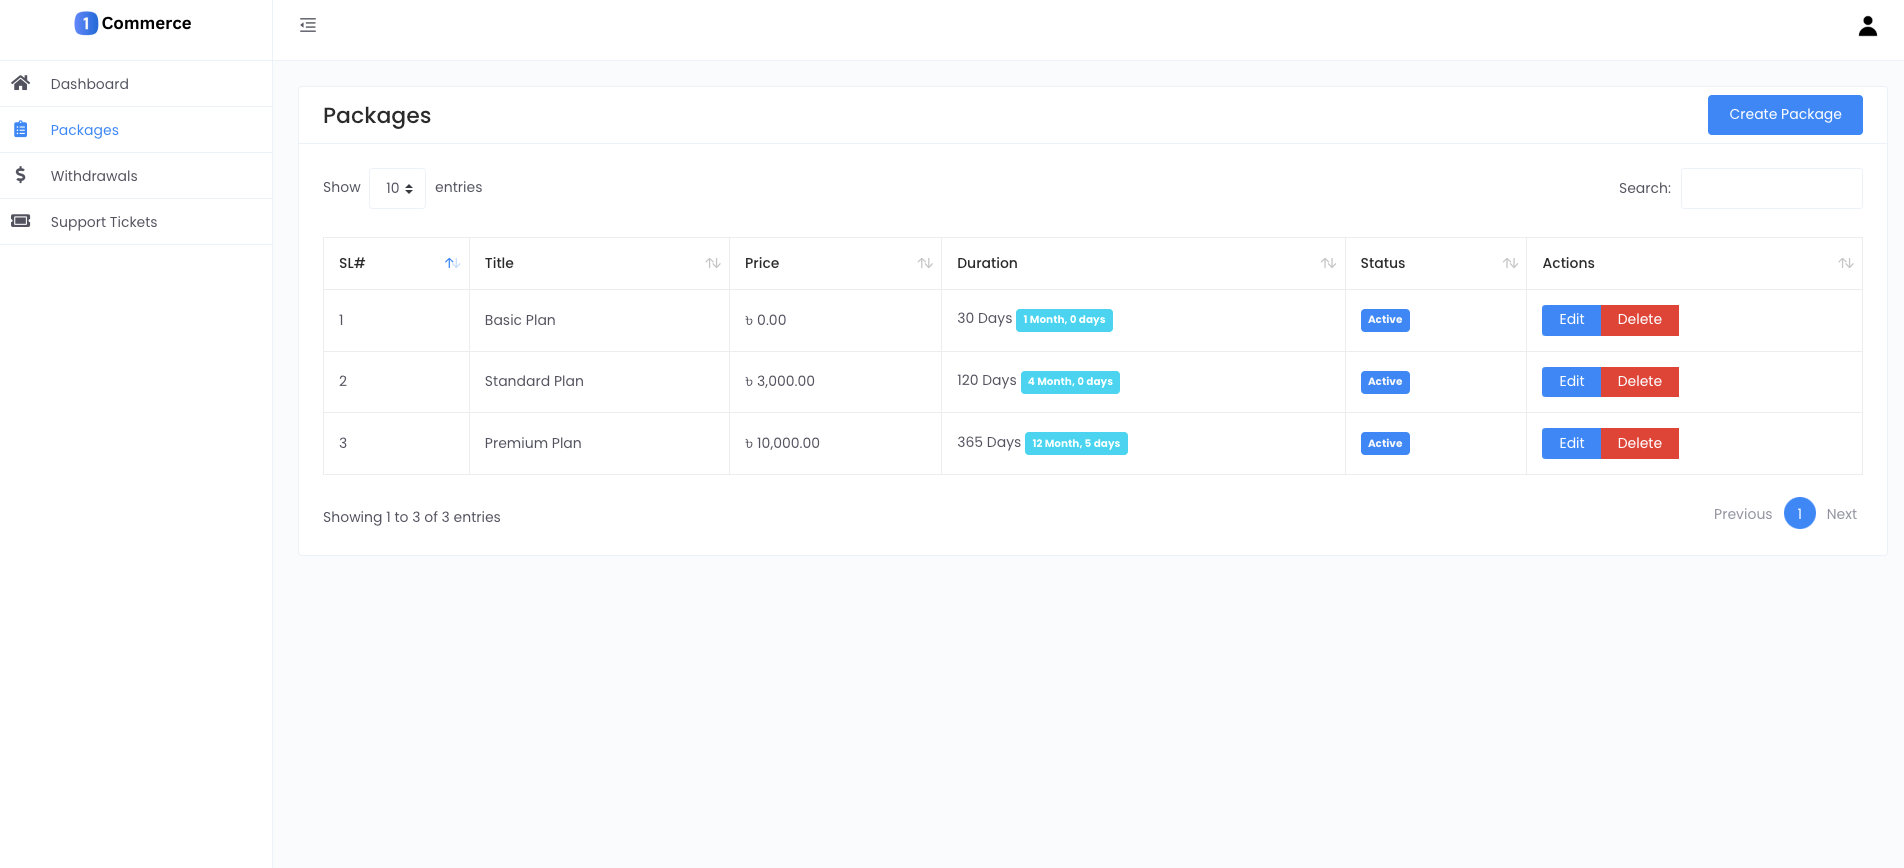 1 Commerce
Dashboard
Packages
Withdrawals
Support Tickets
Packages
Create Package
Show 10 entries
Search:
SL# Title Price Duration Status Actions
1 Basic Plan ৳ 0.00 30 Days 1 Month, 0 days Active Edit Delete
2 Standard Plan ৳ 3,000.00 120 Days 4 Month, 0 days Active Edit Delete
3 Premium Plan ৳ 10,000.00 365 Days 12 Month, 5 days Active Edit Delete
Showing 1 to 3 of 3 entries
Previous 1 Next